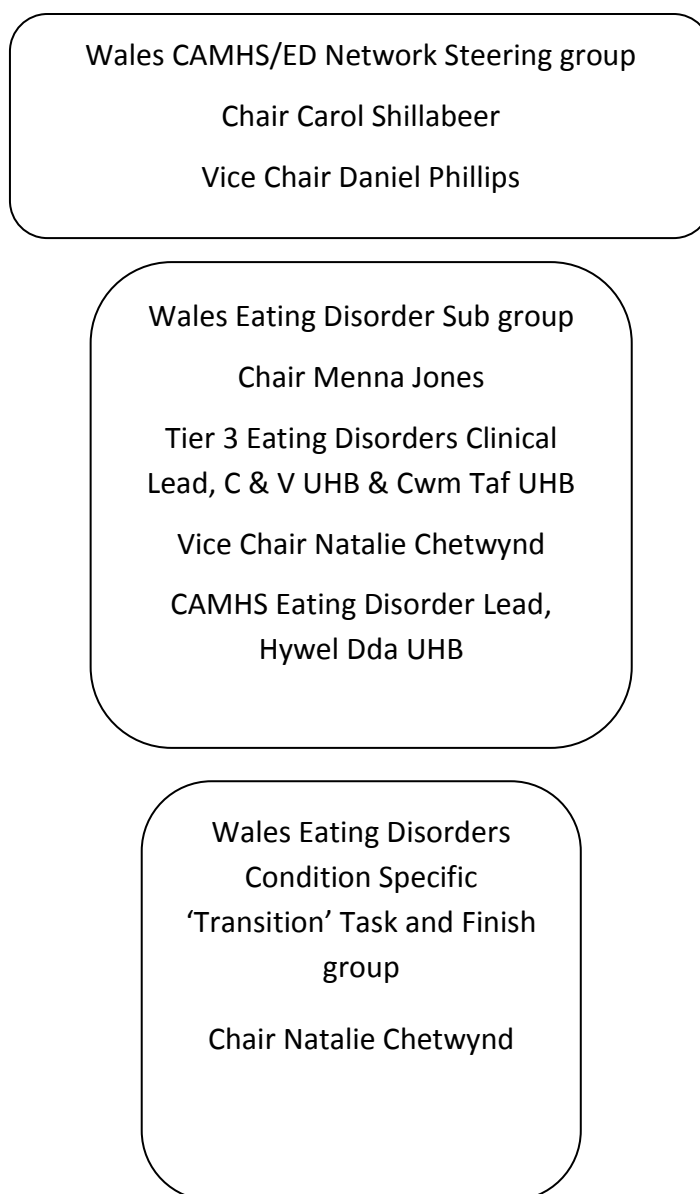 Wales CAMHS/ED Network Steering group
Chair Carol Shillabeer
Vice Chair Daniel Phillips
Wales Eating Disorder Sub group
Chair Menna Jones
Tier 3 Eating Disorders Clinical
Lead, C & V UHB & Cwm Taf UHB
Vice Chair Natalie Chetwynd
CAMHS Eating Disorder Lead,
Hywel Dda UHB
Wales Eating Disorders
Condition Specific
‘Transition’ Task and Finish
group
Chair Natalie Chetwynd